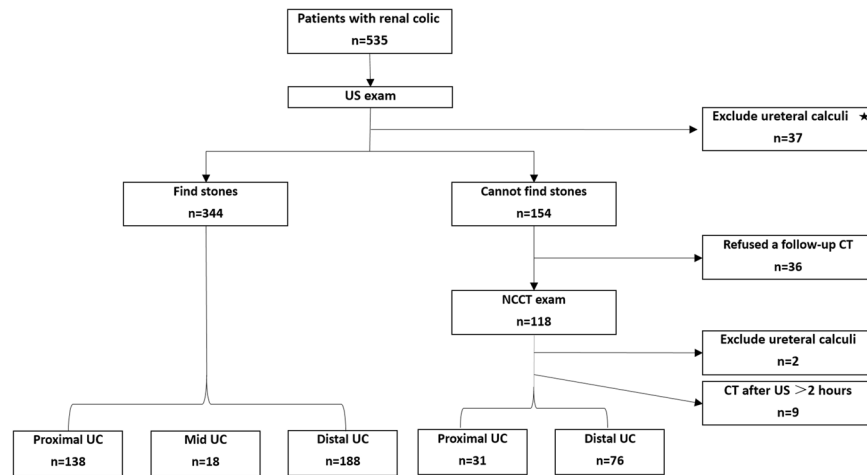 Patients with renal colic
n=535
US exam
Exclude ureteral calculi ★
n=37
Find stones
n=344
Cannot find stones
n=154
Refused a follow-up CT
n=36
NCCT exam
n=118
Exclude ureteral calculi
n=2
CT after US >2 hours
n=9
Proximal UC
n=138
Mid UC
n=18
Distal UC
n=188
Proximal UC
n=31
Distal UC
n=76